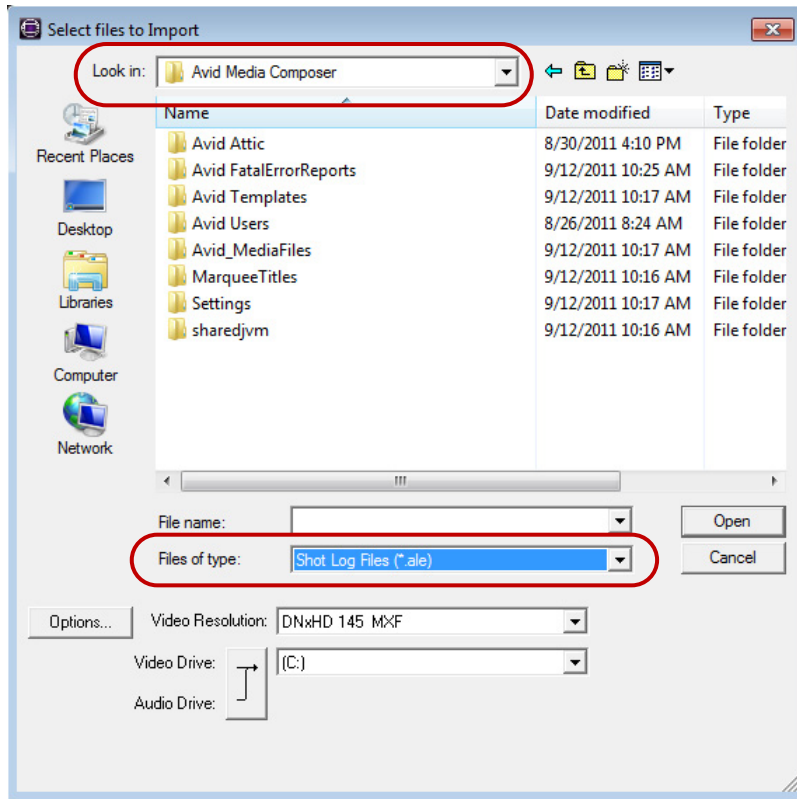 Select files to Import
Look in: Avid Media Composer
Name Date modified Type
Avid Attic 8/30/2011 4:10 PM File folder
Avid FatalErrorReports 9/12/2011 10:25 AM File folder
Avid Templates 9/12/2011 10:17 AM File folder
Avid Users 8/26/2011 8:24 AM File folder
Avid_MediaFiles 9/12/2011 10:17 AM File folder
MarqueeTitles 9/12/2011 10:16 AM File folder
Settings 9/12/2011 10:17 AM File folder
sharedjvm 9/12/2011 10:16 AM File folder
Recent Places
Desktop
Libraries
Computer
Network
File name: Open
Files of type: Shot Log Files (*.ale) Cancel
Options... Video Resolution: DNxHD 145 MXF
Video Drive: (C:)
Audio Drive: